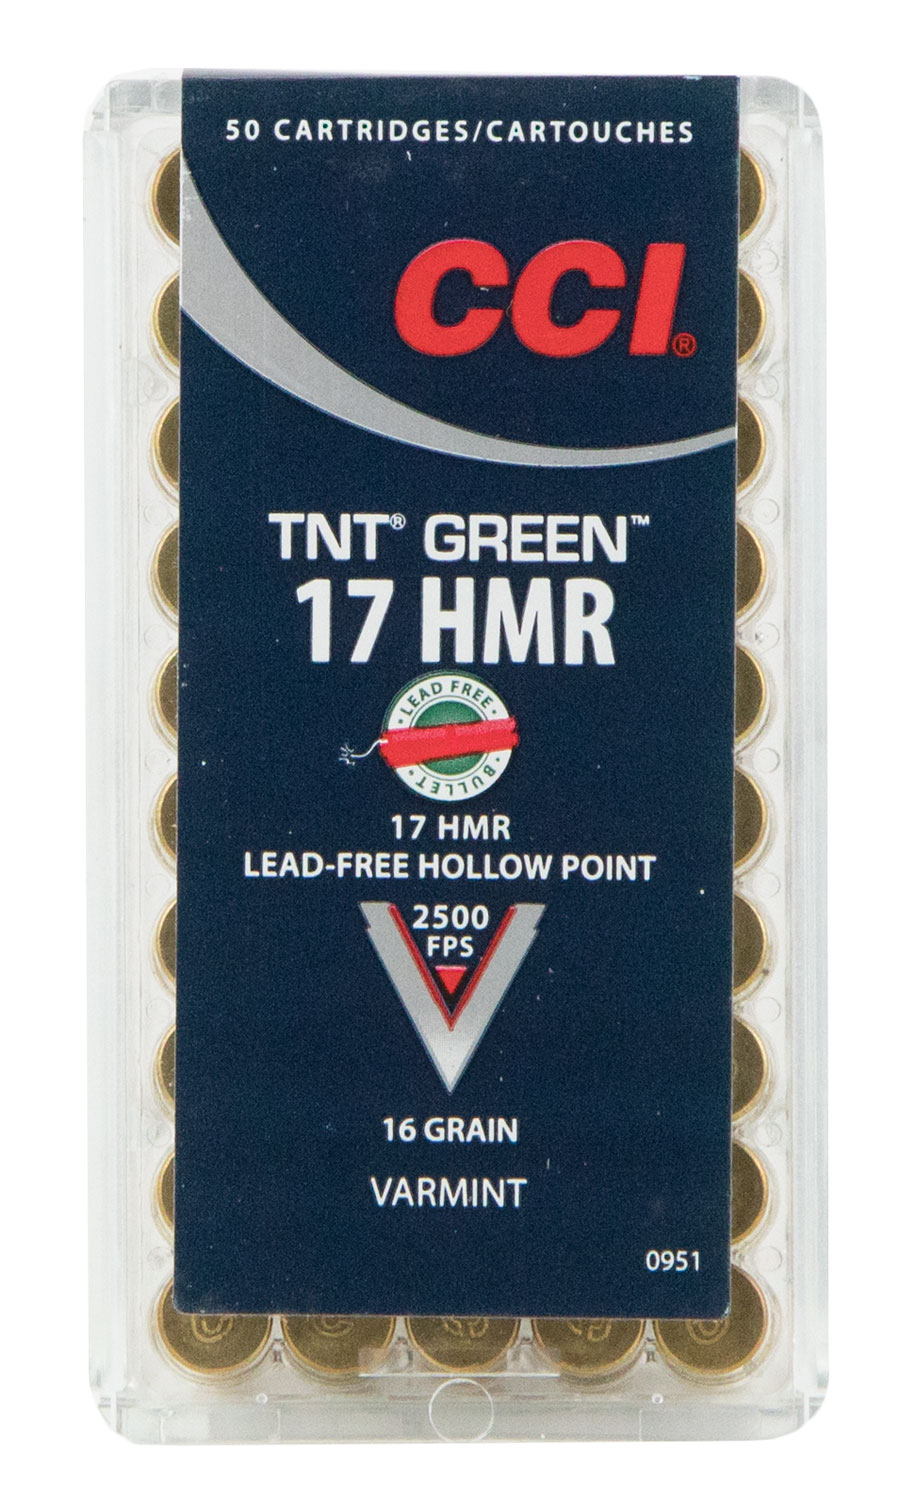 50 CARTRIDGES/CARTOUCHES
CCI®
TNT® GREEN™
17 HMR
• LEAD FREE •
BULLET
17 HMR
LEAD-FREE HOLLOW POINT
2500
FPS
16 GRAIN
VARMINT
0951